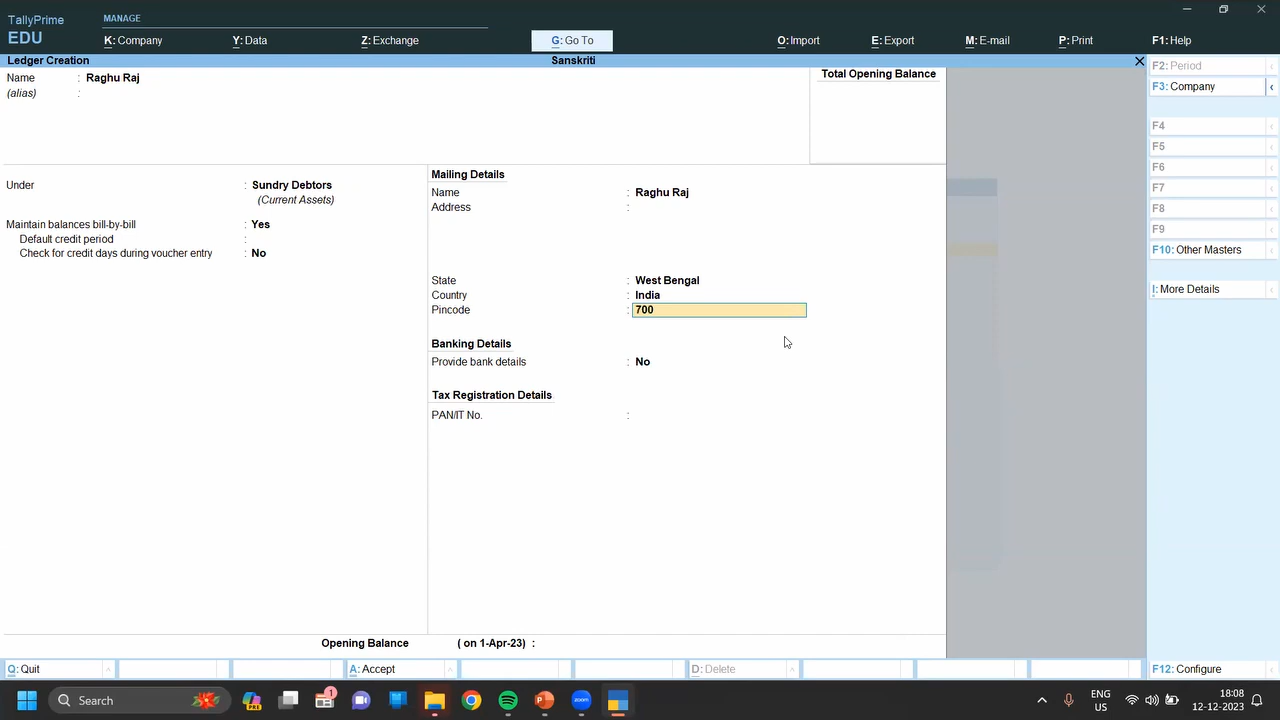 TallyPrime
MANAGE
EDU
K: Company
Y: Data
Z: Exchange
G: Go To
O: Import
E: Export
M: E-mail
P: Print
F1: Help
Ledger Creation
Sanskriti
Name : Raghu Raj
(alias) :
Total Opening Balance
Under : Sundry Debtors
(Current Assets)
Maintain balances bill-by-bill : Yes
Default credit period :
Check for credit days during voucher entry : No
Mailing Details
Name : Raghu Raj
Address :
State : West Bengal
Country : India
Pincode : 700
Banking Details
Provide bank details : No
Tax Registration Details
PAN/IT No. :
Opening Balance ( on 1-Apr-23) :
F2: Period
F3: Company
F4
F5
F6
F7
F8
F9
F10: Other Masters
I: More Details
Q: Quit
A: Accept
D: Delete
F12: Configure
Search
PRE
1
P
zoom
ENG
US
18:08
12-12-2023